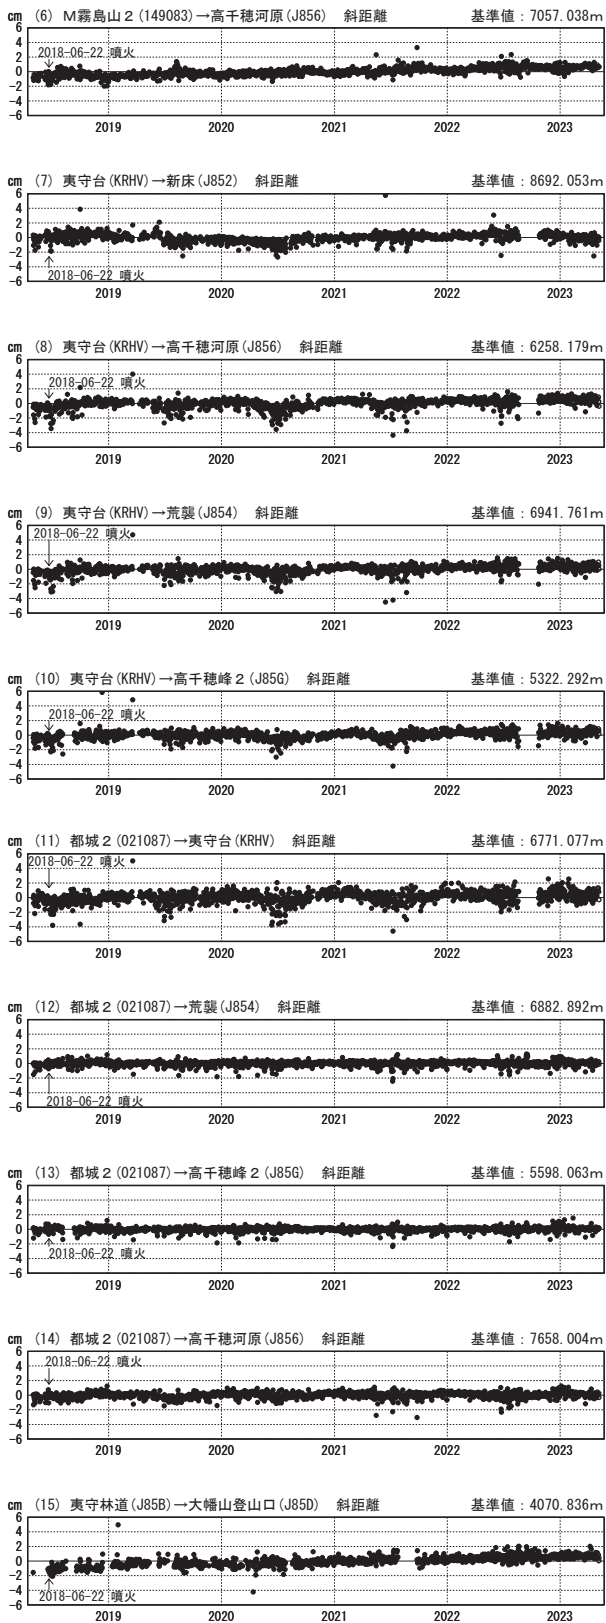 cm (6) M霧島山2(149083)→高千穂河原(J856) 斜距離 基準値:7057.038m
6
4
2
0
−2
−4
−6
2018-06-22 噴火
2019 2020 2021 2022 2023
cm (7) 夷守台(KRHV)→新床(J852) 斜距離 基準値:8692.053m
6
4
2
0
−2
−4
−6
2018-06-22 噴火
2019 2020 2021 2022 2023
cm (8) 夷守台(KRHV)→高千穂河原(J856) 斜距離 基準値:6258.179m
6
4
2
0
−2
−4
−6
2018-06-22 噴火
2019 2020 2021 2022 2023
cm (9) 夷守台(KRHV)→荒襲(J854) 斜距離 基準値:6941.761m
6
4
2
0
−2
−4
−6
2018-06-22 噴火
2019 2020 2021 2022 2023
cm (10) 夷守台(KRHV)→高千穂峰2(J85G) 斜距離 基準値:5322.292m
6
4
2
0
−2
−4
−6
2018-06-22 噴火
2019 2020 2021 2022 2023
cm (11) 都城2(021087)→夷守台(KRHV) 斜距離 基準値:6771.077m
6
4
2
0
−2
−4
−6
2018-06-22 噴火
2019 2020 2021 2022 2023
cm (12) 都城2(021087)→荒襲(J854) 斜距離 基準値:6882.892m
6
4
2
0
−2
−4
−6
2018-06-22 噴火
2019 2020 2021 2022 2023
cm (13) 都城2(021087)→高千穂峰2(J85G) 斜距離 基準値:5598.063m
6
4
2
0
−2
−4
−6
2018-06-22 噴火
2019 2020 2021 2022 2023
cm (14) 都城2(021087)→高千穂河原(J856) 斜距離 基準値:7658.004m
6
4
2
0
−2
−4
−6
2018-06-22 噴火
2019 2020 2021 2022 2023
cm (15) 夷守林道(J85B)→大幡山登山口(J85D) 斜距離 基準値:4070.836m
6
4
2
0
−2
−4
−6
2018-06-22 噴火
2019 2020 2021 2022 2023